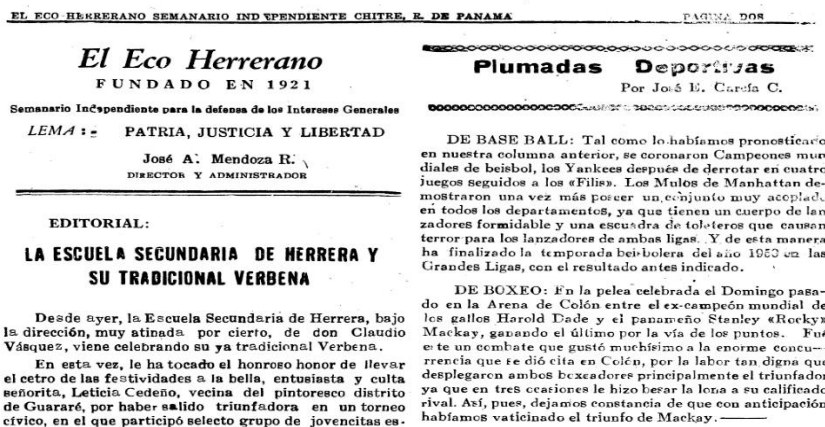 EL ECO HERRERANO SEMANARIO INDEPENDIENTE CHITRE, R. DE PANAMA PAGINA DOS
El Eco Herrerano
FUNDADO EN 1921
Semanario Independiente para la defensa de los Intereses Generales
LEMA :- PATRIA, JUSTICIA Y LIBERTAD
José A. Mendoza R.
DIRECTOR Y ADMINISTRADOR
EDITORIAL:
LA ESCUELA SECUNDARIA DE HERRERA Y
SU TRADICIONAL VERBENA
Desde ayer, la Escuela Secundaria de Herrera, bajo
la dirección, muy atinada por cierto, de don Claudio
Vásquez, viene celebrando su ya tradicional Verbena.
En esta vez, le ha tocado el honroso honor de llevar
el cetro de las festividades a la bella, entusiasta y culta
señorita, Leticia Cedeño, vecina del pintoresco distrito
de Guararé, por haber salido triunfadora en un torneo
cívico, en el que participó selecto grupo de jovencitas es-
Plumadas Deportivas
Por José E. García C.
DE BASE BALL: Tal como lo habíamos pronosticado
en nuestra columna anterior, se coronaron Campeones mun
diales de beisbol, los Yankees después de derrotar en cuatro
juegos seguidos a los «Filis». Los Mulos de Manhattan de-
mostraron una vez más poseer un conjunto muy acoplado
en todos los departamentos, ya que tienen un cuerpo de lan
zadores formidable y una escuadra de toleteros que causan
terror para los lanzadores de ambas ligas. Y de esta manera
ha finalizado la temporada beisbolera del año 1950 en las
Grandes Ligas, con el resultado antes indicado.
DE BOXEO: En la pelea celebrada el Domingo pasa-
do en la Arena de Colón entre el ex-campeón mundial de
los gallos Harold Dade y el panameño Stanley «Rocky»
Mackay, ganando el último por la vía de los puntos. Fué
este un combate que gustó muchísimo a la enorme concu-
rrencia que se dió cita en Colón, por la labor tan digna que
desplegaron ambos boxeadores principalmente el triunfador
ya que en tres ocasiones le hizo besar la lona a su calificado
rival. Así, pues, dejamos constancia de que con anticipación
habíamos vaticinado el triunfo de Mackay.